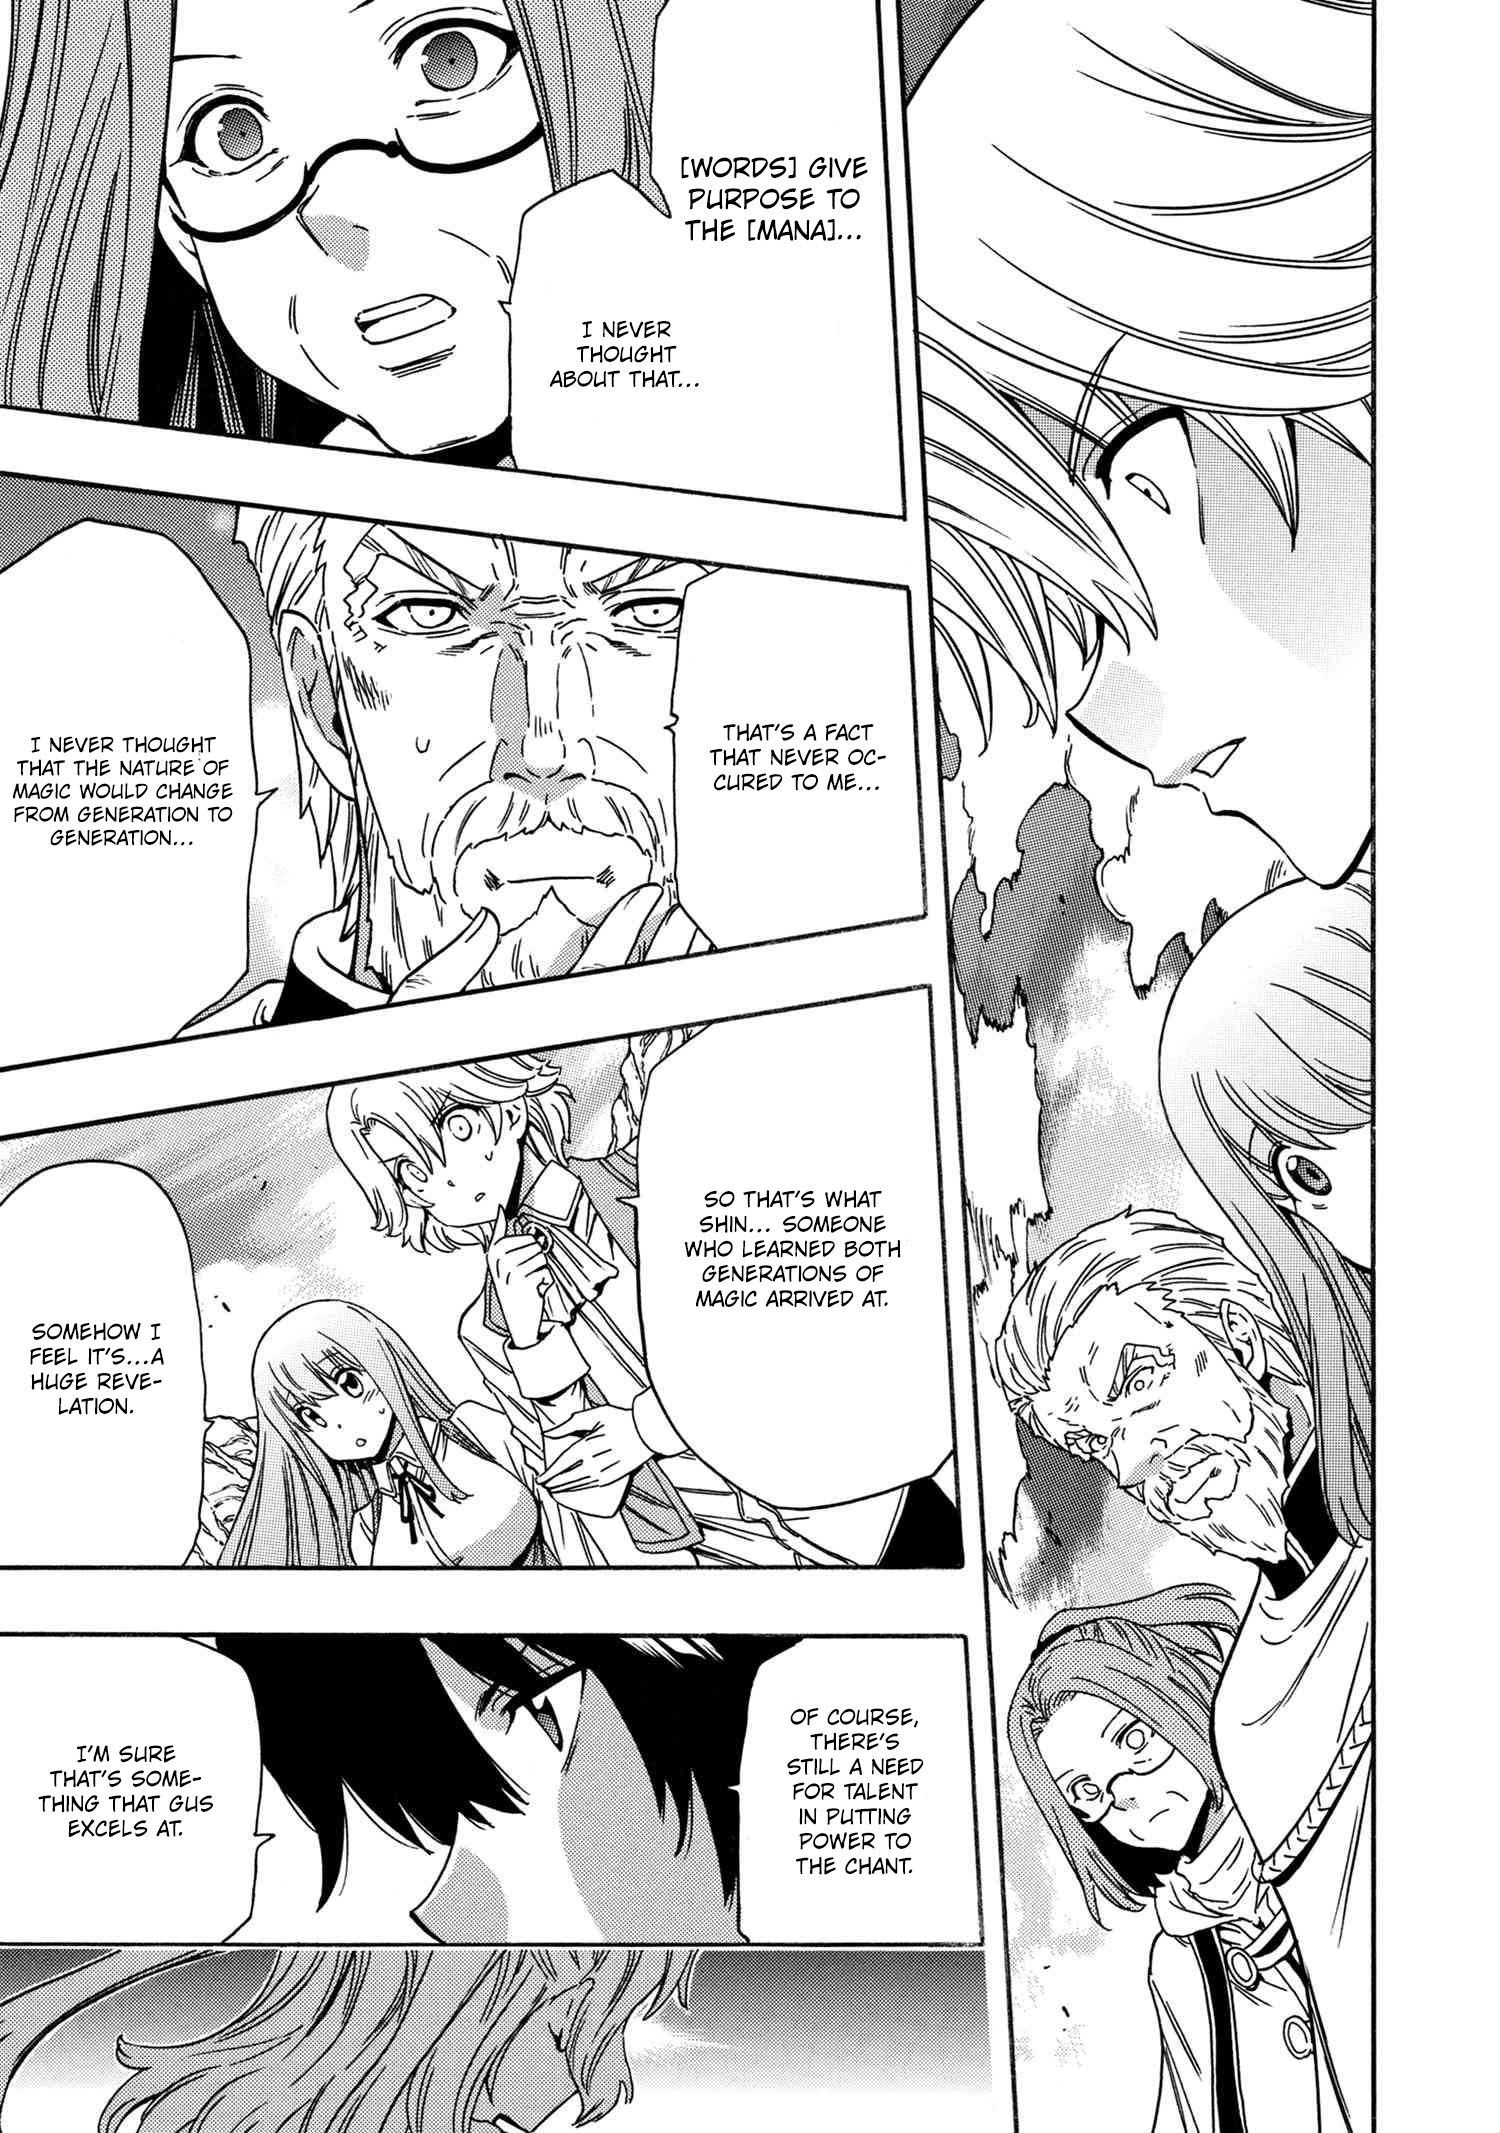 [WORDS] GIVE
PURPOSE TO
THE [MANA]...
I NEVER
THOUGHT
ABOUT THAT...
THAT'S A FACT
THAT NEVER OC-
CURED TO ME...
I NEVER THOUGHT
THAT THE NATURE OF
MAGIC WOULD CHANGE
FROM GENERATION TO
GENERATION...
SO THAT'S WHAT
SHIN... SOMEONE
WHO LEARNED BOTH
GENERATIONS OF
MAGIC ARRIVED AT.
SOMEHOW I
FEEL IT'S...A
HUGE REVE-
LATION.
OF COURSE,
THERE'S
STILL A NEED
FOR TALENT
IN PUTTING
POWER TO
THE CHANT.
I'M SURE
THAT'S SOME-
THING THAT GUS
EXCELS AT.